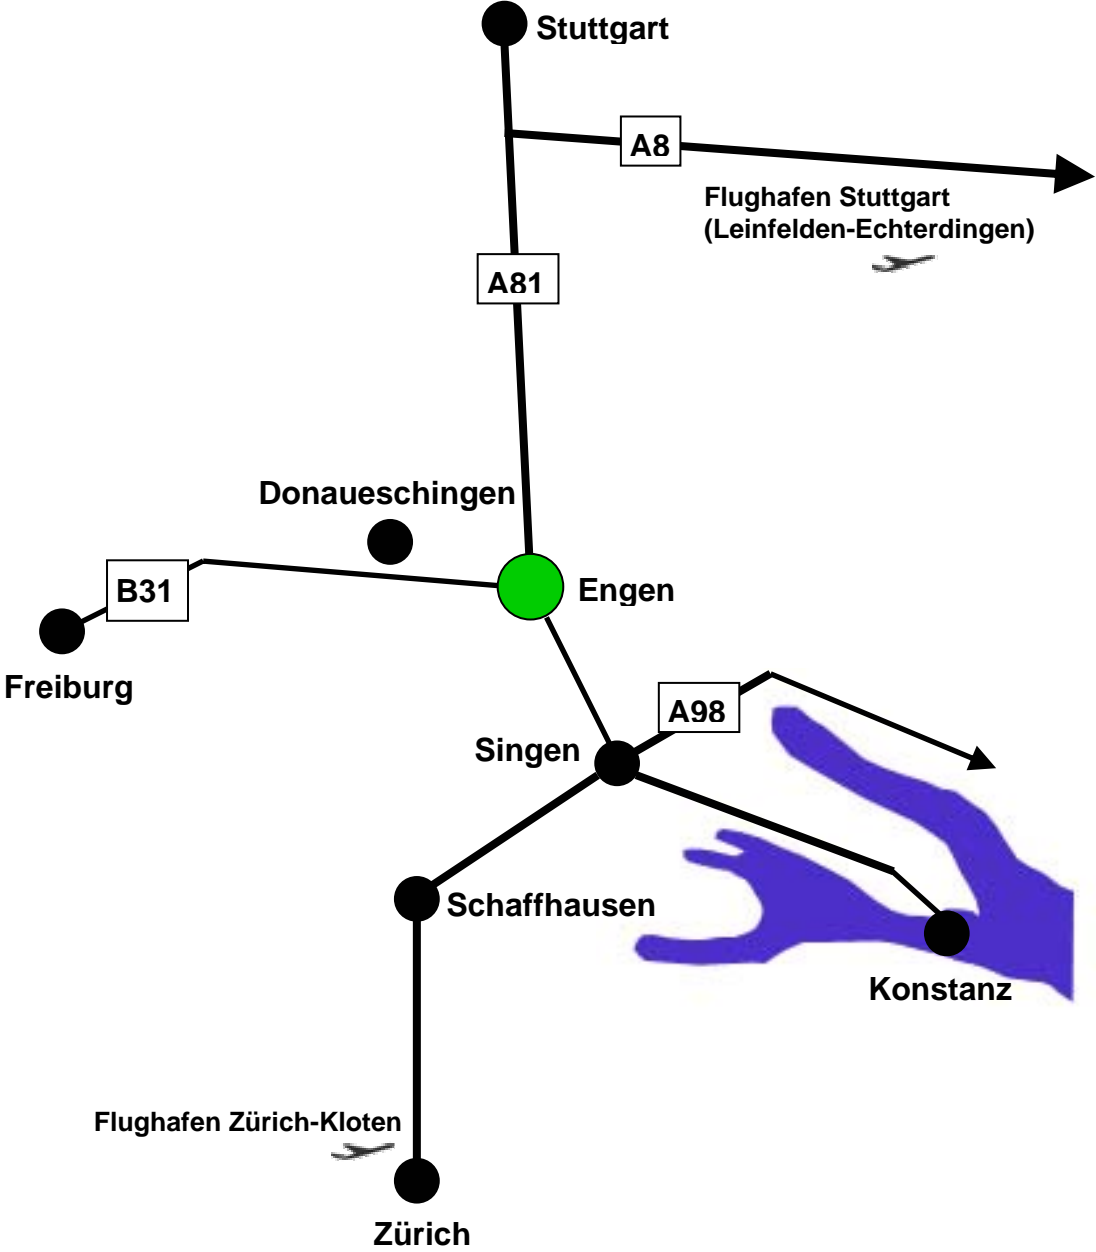 Stuttgart
A8
Flughafen Stuttgart
(Leinfelden-Echterdingen)
A81
Donaueschingen
B31
Engen
Freiburg
A98
Singen
Schaffhausen
Konstanz
Flughafen Zürich-Kloten
Zürich